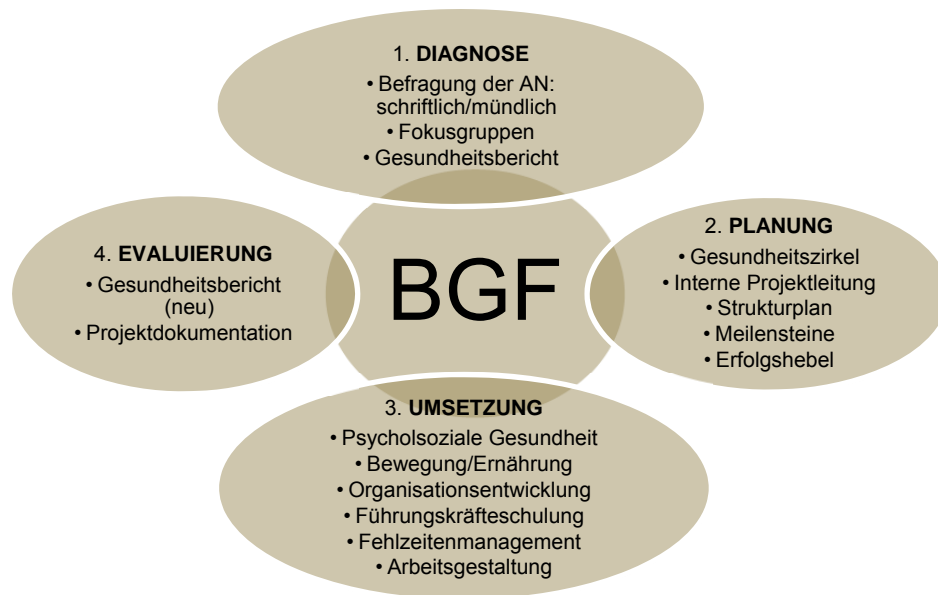 1. DIAGNOSE
• Befragung der AN:
schriftlich/mündlich
• Fokusgruppen
• Gesundheitsbericht
BGF
2. PLANUNG
• Gesundheitszirkel
• Interne Projektleitung
• Strukturplan
• Meilensteine
• Erfolgshebel
3. UMSETZUNG
• Psycholsoziale Gesundheit
• Bewegung/Ernährung
• Organisationsentwicklung
• Führungskräfteschulung
• Fehlzeitenmanagement
• Arbeitsgestaltung
4. EVALUIERUNG
• Gesundheitsbericht
(neu)
• Projektdokumentation